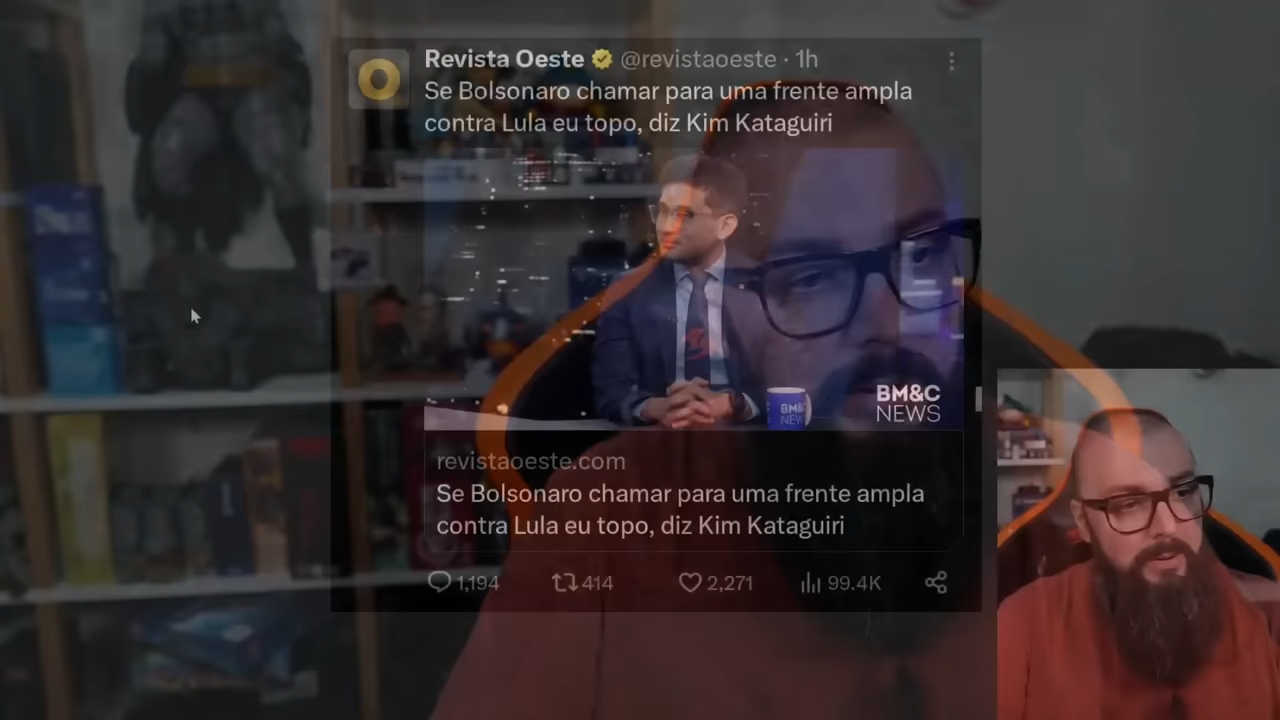 Revista Oeste @revistaoeste · 1h
Se Bolsonaro chamar para uma frente ampla
contra Lula eu topo, diz Kim Kataguiri
BM&C
NEWS
BM&C
NEWS
revistaoeste.com
Se Bolsonaro chamar para uma frente ampla
contra Lula eu topo, diz Kim Kataguiri
1,194 414 2,271 99.4K